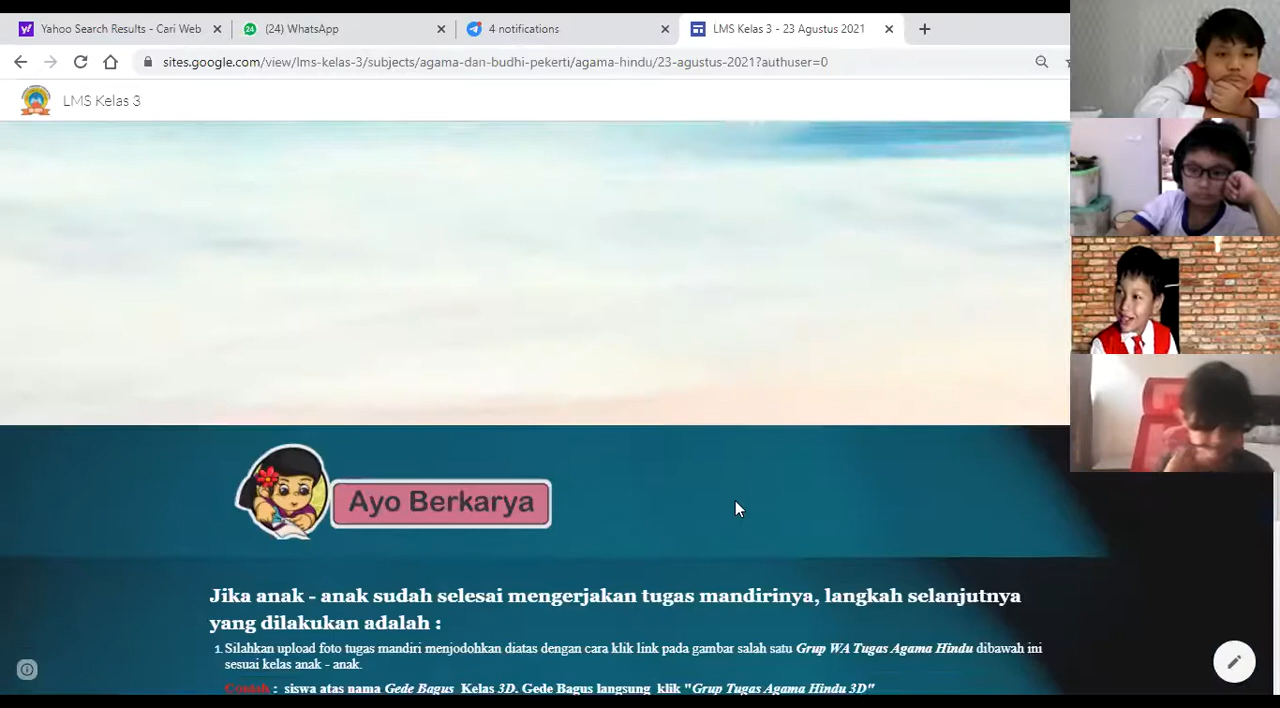 Yahoo Search Results - Cari Web
(24) WhatsApp
4 notifications
LMS Kelas 3 - 23 Agustus 2021
sites.google.com/view/lms-kelas-3/subjects/agama-dan-budhi-pekerti/agama-hindu/23-agustus-2021?authuser=0
LMS Kelas 3
Ayo Berkarya
Jika anak - anak sudah selesai mengerjakan tugas mandirinya, langkah selanjutnya
yang dilakukan adalah :
1. Silahkan upload foto tugas mandiri menjodohkan diatas dengan cara klik link pada gambar salah satu Grup WA Tugas Agama Hindu dibawah ini
sesuai kelas anak - anak.
Contoh : siswa atas nama Gede Bagus Kelas 3D. Gede Bagus langsung klik "Grup Tugas Agama Hindu 3D"